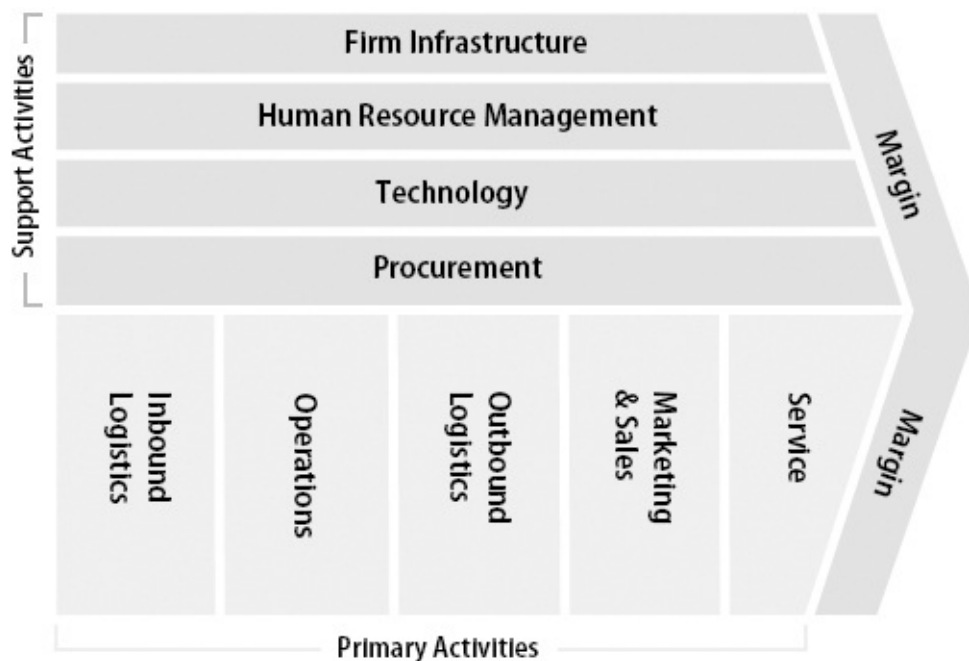 Support Activities
Firm Infrastructure
Human Resource Management
Technology
Procurement
Margin
Inbound
Logistics
Operations
Outbound
Logistics
Marketing
& Sales
Service
Margin
Primary Activities